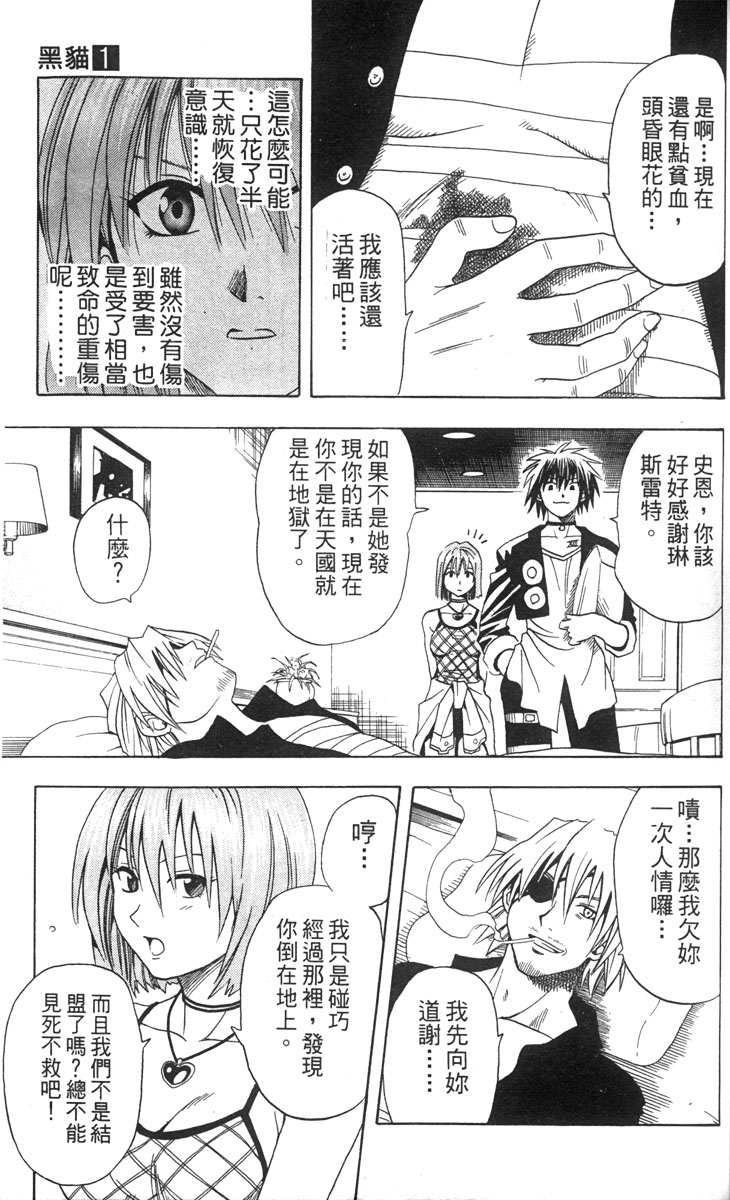 黑貓1
是啊…現在
還有點貧血，
頭昏眼花的…
我應該還
活著吧……
這怎麼可能
…只花了半
天就恢復
意識………
雖然沒有傷
到要害，也
是受了相當
致命的重傷
呢…………
史恩，你該
好好感謝琳
斯雷特。
如果不是她發
現你的話，現在
你不是在天國就
是在地獄了。
什麼？
嘖…那麼我欠妳
一次人情囉…
我先向妳
道謝……
哼…
我只是碰巧
經過那裡，發現
你倒在地上。
而且我們不是結
盟了嗎？總不能
見死不救吧！